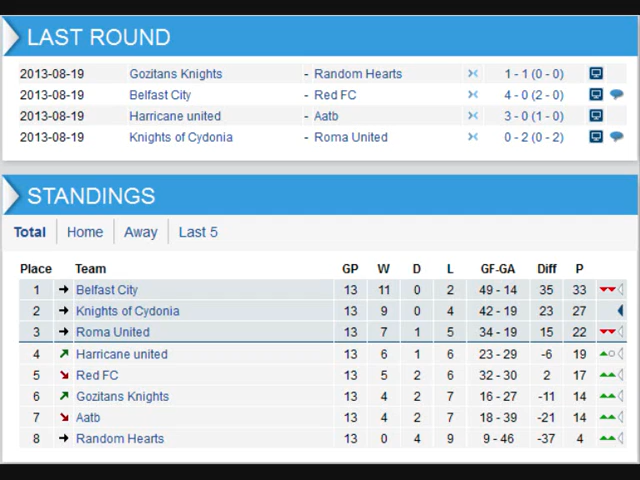 LAST ROUND
2013-08-19 Gozitans Knights - Random Hearts 1 - 1 (0 - 0)
2013-08-19 Belfast City - Red FC 4 - 0 (2 - 0)
2013-08-19 Harricane united - Aatb 3 - 0 (1 - 0)
2013-08-19 Knights of Cydonia - Roma United 0 - 2 (0 - 2)
STANDINGS
Total Home Away Last 5
Place Team GP W D L GF-GA Diff P
1 Belfast City 13 11 0 2 49 - 14 35 33
2 Knights of Cydonia 13 9 0 4 42 - 19 23 27
3 Roma United 13 7 1 5 34 - 19 15 22
4 Harricane united 13 6 1 6 23 - 29 -6 19
5 Red FC 13 5 2 6 32 - 30 2 17
6 Gozitans Knights 13 4 2 7 16 - 27 -11 14
7 Aatb 13 4 2 7 18 - 39 -21 14
8 Random Hearts 13 0 4 9 9 - 46 -37 4